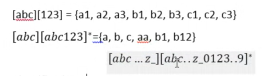 [abc][123] = {a1, a2, a3, b1, b2, b3, c1, c2, c3}
[abc][abc123]*={a, b, c, aa, b1, b12}
[abc ... z_][abc. . z_0123..9]*